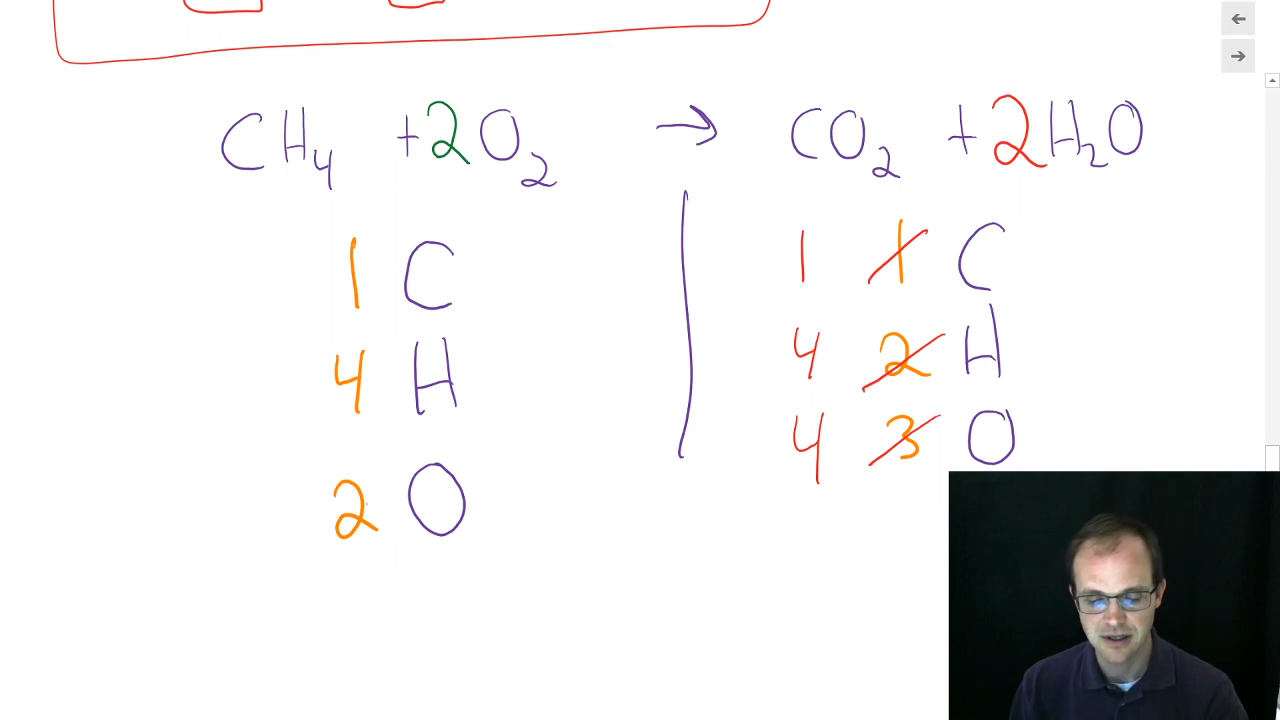 CH₄ + 2O₂ → CO₂ + 2H₂O
1 C 1 1 C
4 H 4 2 H
2 O 4 3 O